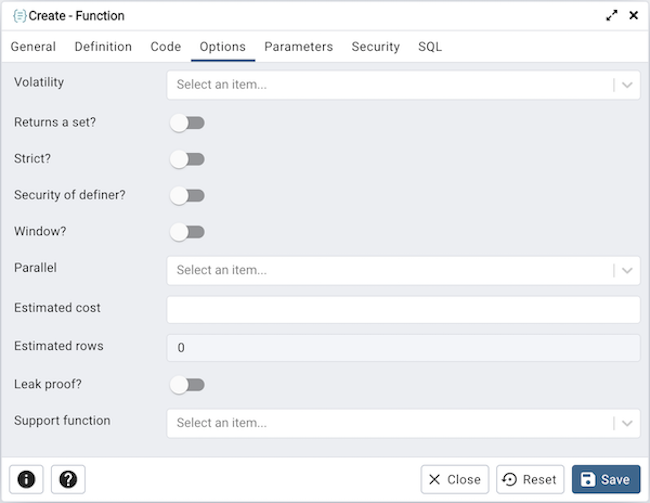 Create - Function
General Definition Code Options Parameters Security SQL
Volatility Select an item...
Returns a set?
Strict?
Security of definer?
Window?
Parallel Select an item...
Estimated cost
Estimated rows 0
Leak proof?
Support function Select an item...
Close Reset Save